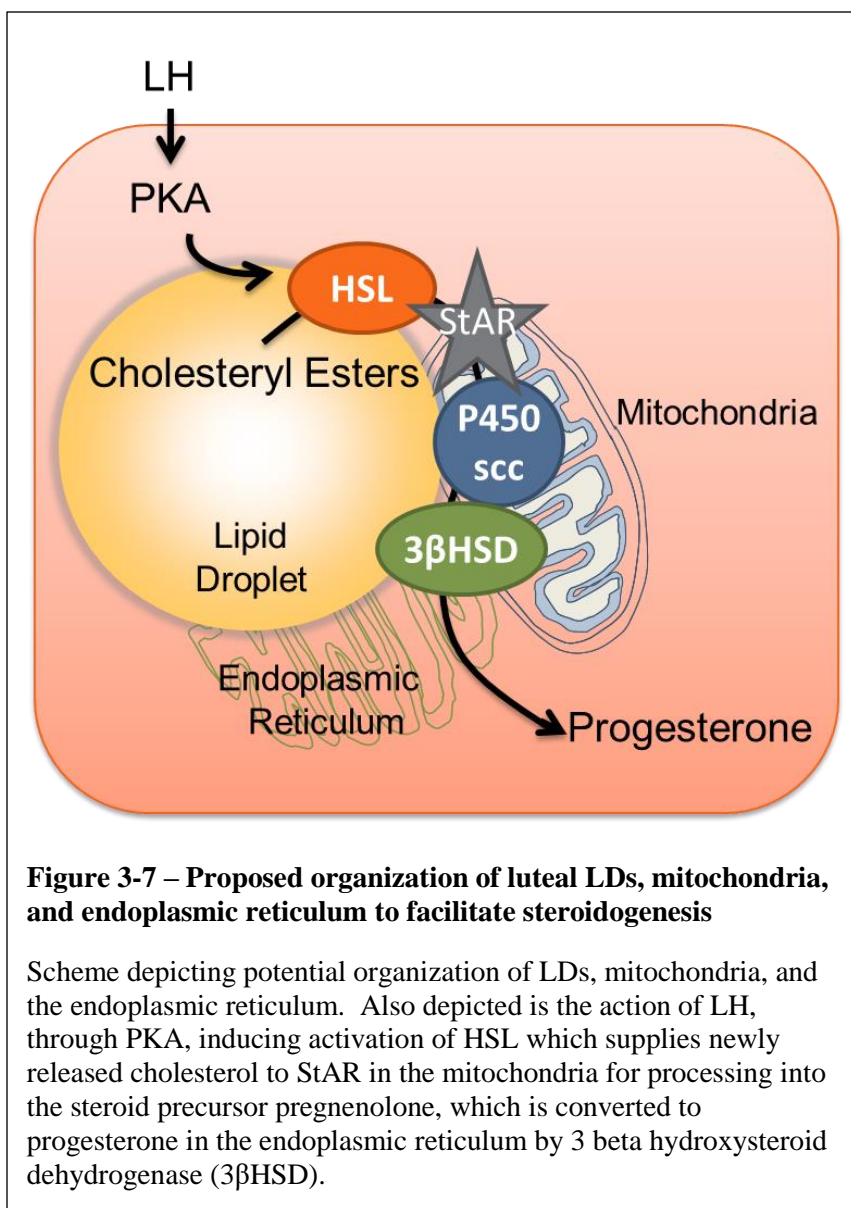 LH
PKA
HSL
StAR
Cholesteryl Esters
P450
scc
Mitochondria
3βHSD
Lipid
Droplet
Endoplasmic
Reticulum
Progesterone
Figure 3-7 – Proposed organization of luteal LDs, mitochondria,
and endoplasmic reticulum to facilitate steroidogenesis
Scheme depicting potential organization of LDs, mitochondria, and
the endoplasmic reticulum.  Also depicted is the action of LH,
through PKA, inducing activation of HSL which supplies newly
released cholesterol to StAR in the mitochondria for processing into
the steroid precursor pregnenolone, which is converted to
progesterone in the endoplasmic reticulum by 3 beta hydroxysteroid
dehydrogenase (3βHSD).